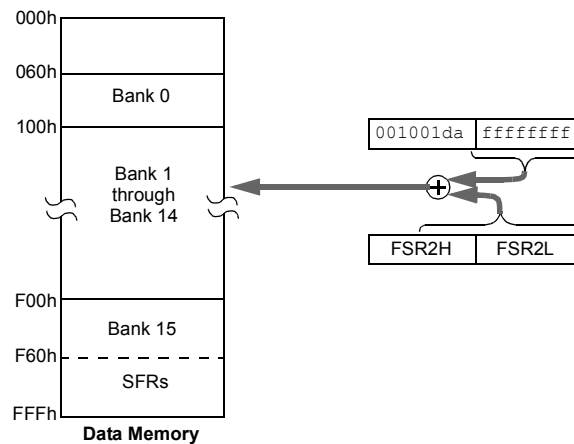 000h
060h
Bank 0
100h
001001da ffffffff
Bank 1
through
Bank 14
FSR2H FSR2L
F00h
Bank 15
F60h
SFRs
FFFh
Data Memory